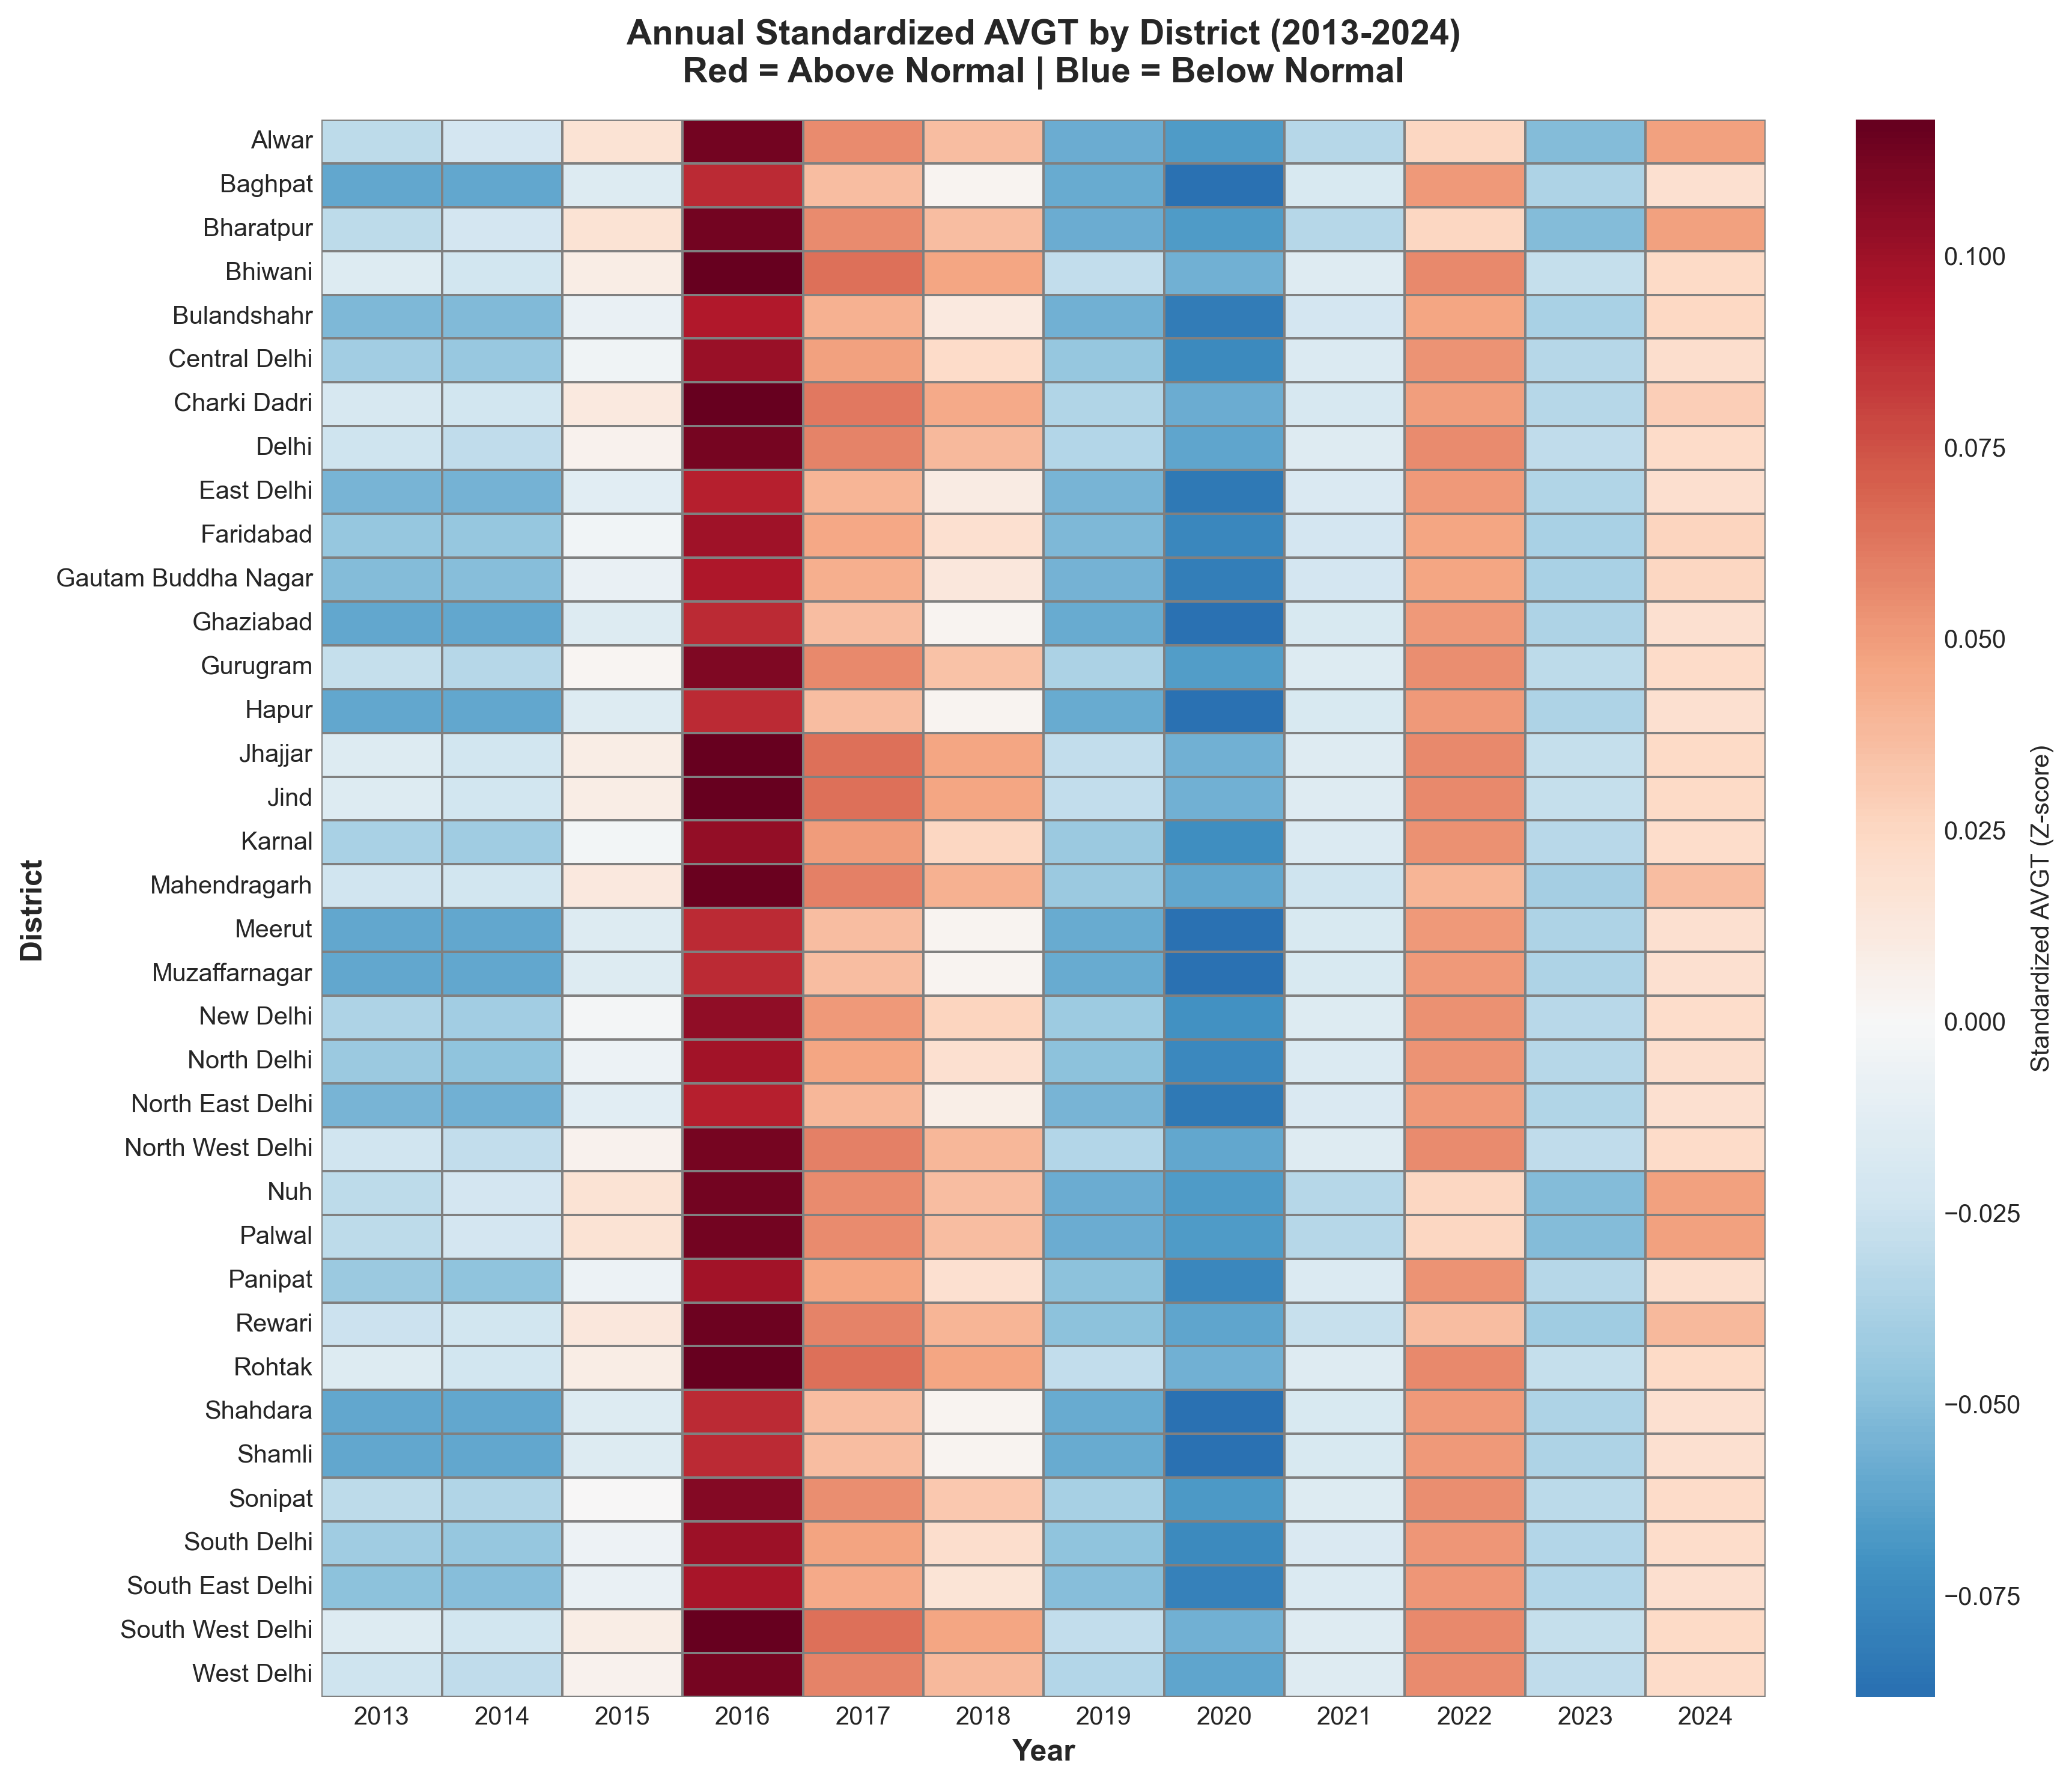 Annual Standardized AVGT by District (2013-2024)
Red = Above Normal | Blue = Below Normal
District
Alwar
Baghpat
Bharatpur
Bhiwani
Bulandshahr
Central Delhi
Charki Dadri
Delhi
East Delhi
Faridabad
Gautam Buddha Nagar
Ghaziabad
Gurugram
Hapur
Jhajjar
Jind
Karnal
Mahendragarh
Meerut
Muzaffarnagar
New Delhi
North Delhi
North East Delhi
North West Delhi
Nuh
Palwal
Panipat
Rewari
Rohtak
Shahdara
Shamli
Sonipat
South Delhi
South East Delhi
South West Delhi
West Delhi
2013 2014 2015 2016 2017 2018 2019 2020 2021 2022 2023 2024
Year
0.100
0.075
0.050
0.025
0.000
−0.025
−0.050
−0.075
Standardized AVGT (Z-score)